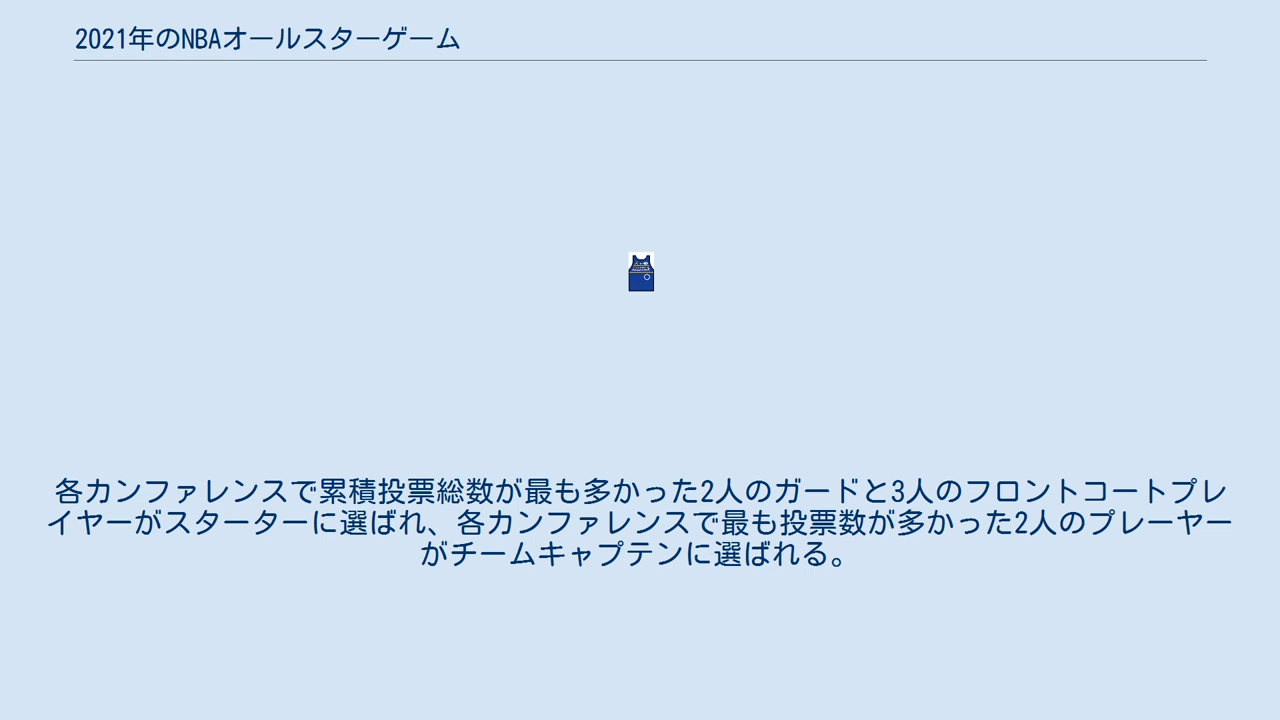 2021年のNBAオールスターゲーム
各カンファレンスで累積投票総数が最も多かった2人のガードと3人のフロントコートプレ
イヤーがスターターに選ばれ、各カンファレンスで最も投票数が多かった2人のプレーヤー
がチームキャプテンに選ばれる。